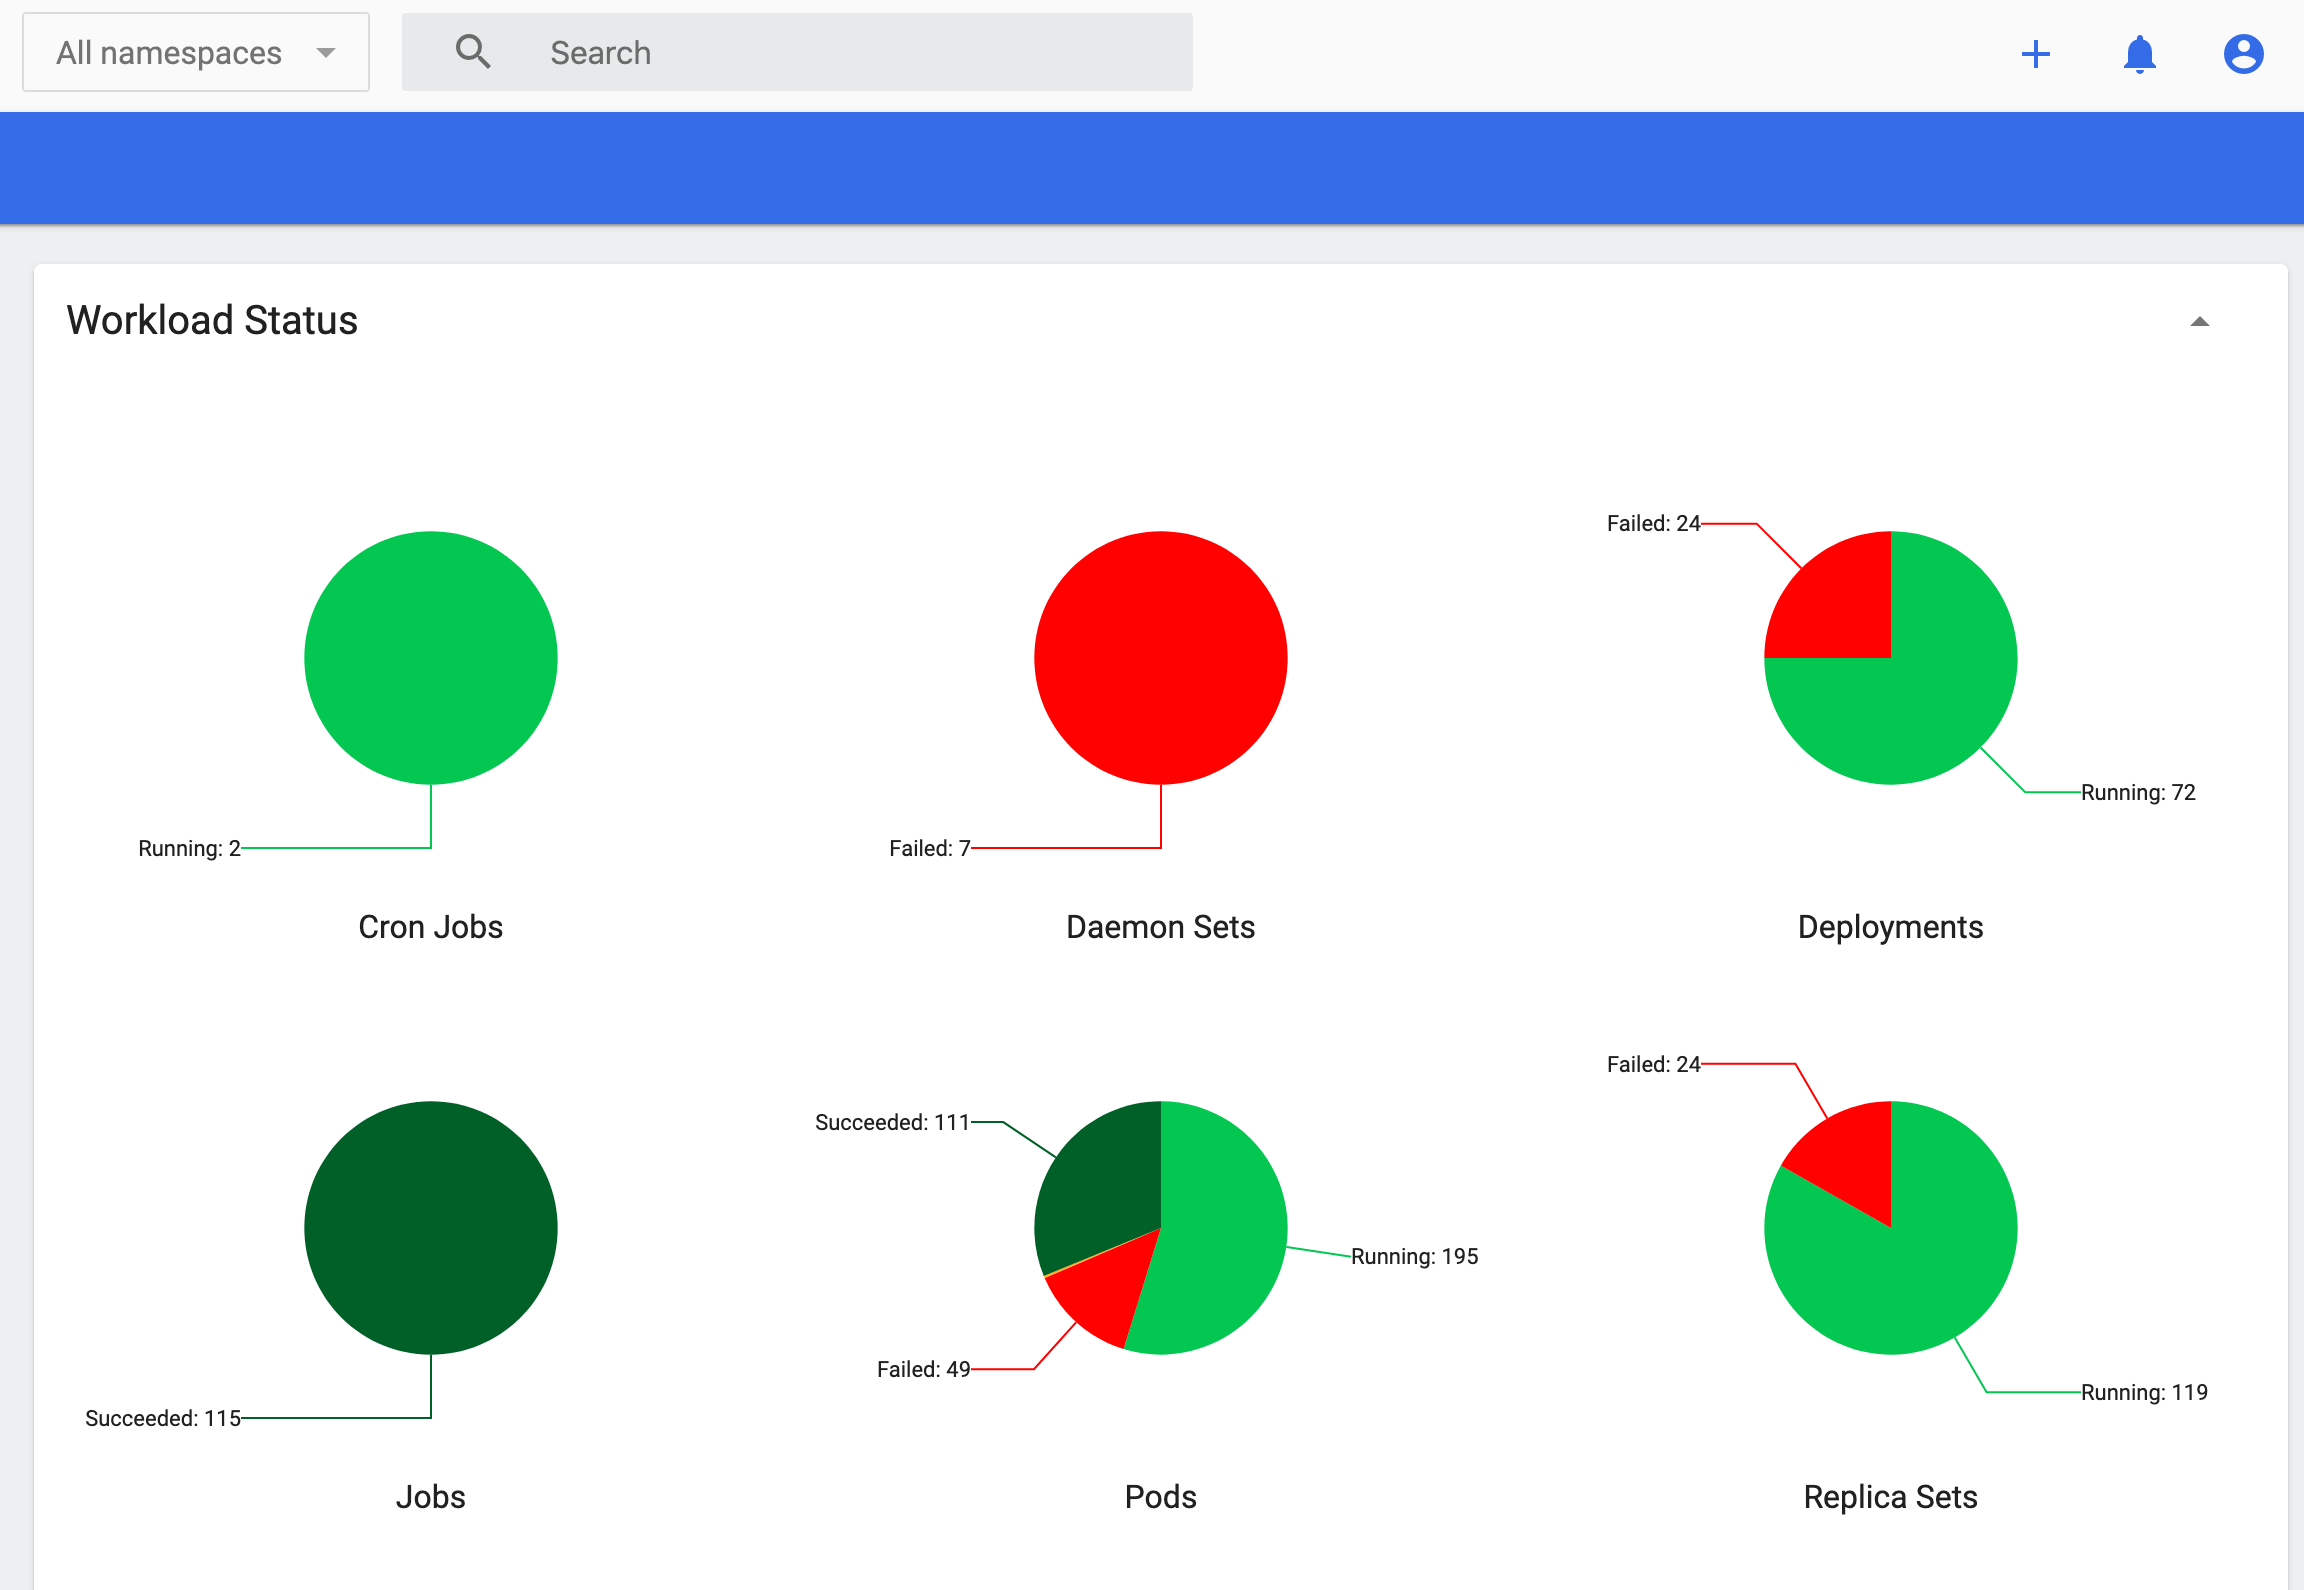 All namespaces
Search
Workload Status
Running: 2
Cron Jobs
Failed: 7
Daemon Sets
Failed: 24
Running: 72
Deployments
Succeeded: 115
Jobs
Succeeded: 111
Running: 195
Failed: 49
Pods
Failed: 24
Running: 119
Replica Sets